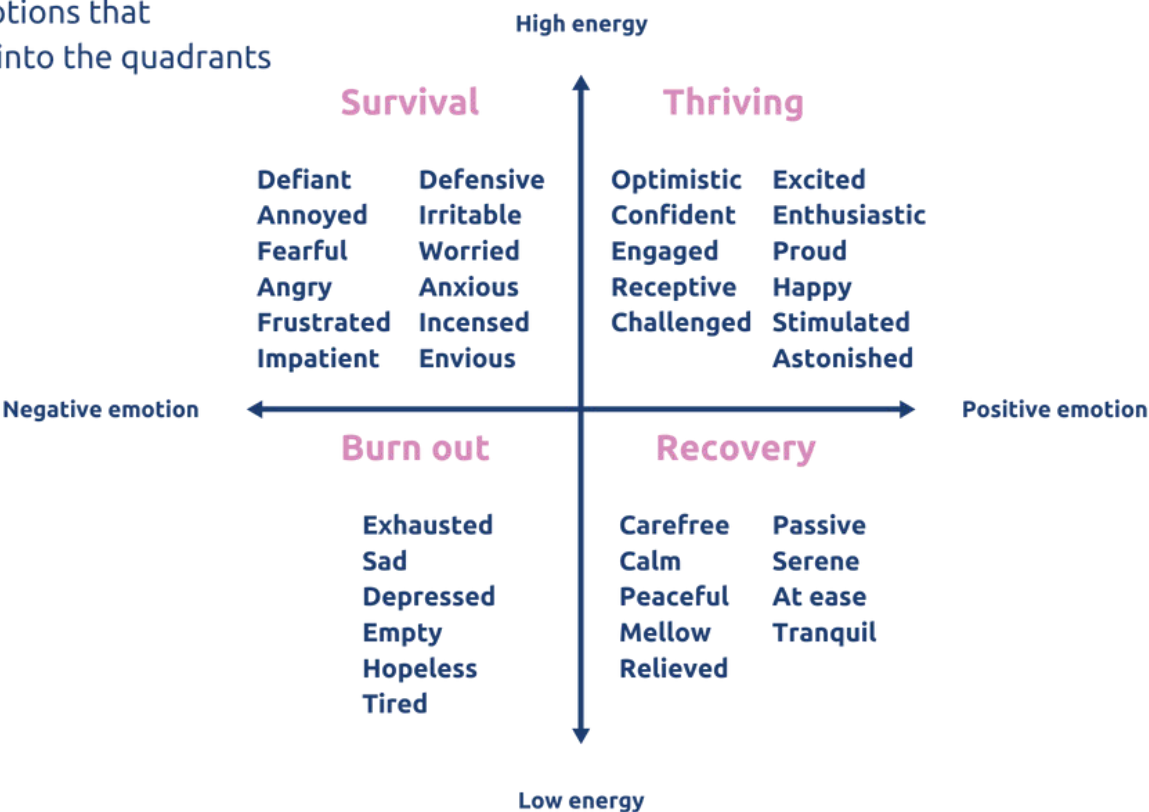 otions that
into the quadrants
High energy
Survival
Thriving
Defiant Defensive
Annoyed Irritable
Fearful Worried
Angry Anxious
Frustrated Incensed
Impatient Envious
Optimistic Excited
Confident Enthusiastic
Engaged Proud
Receptive Happy
Challenged Stimulated
Astonished
Negative emotion
Positive emotion
Burn out
Recovery
Exhausted
Sad
Depressed
Empty
Hopeless
Tired
Carefree Passive
Calm Serene
Peaceful At ease
Mellow Tranquil
Relieved
Low energy